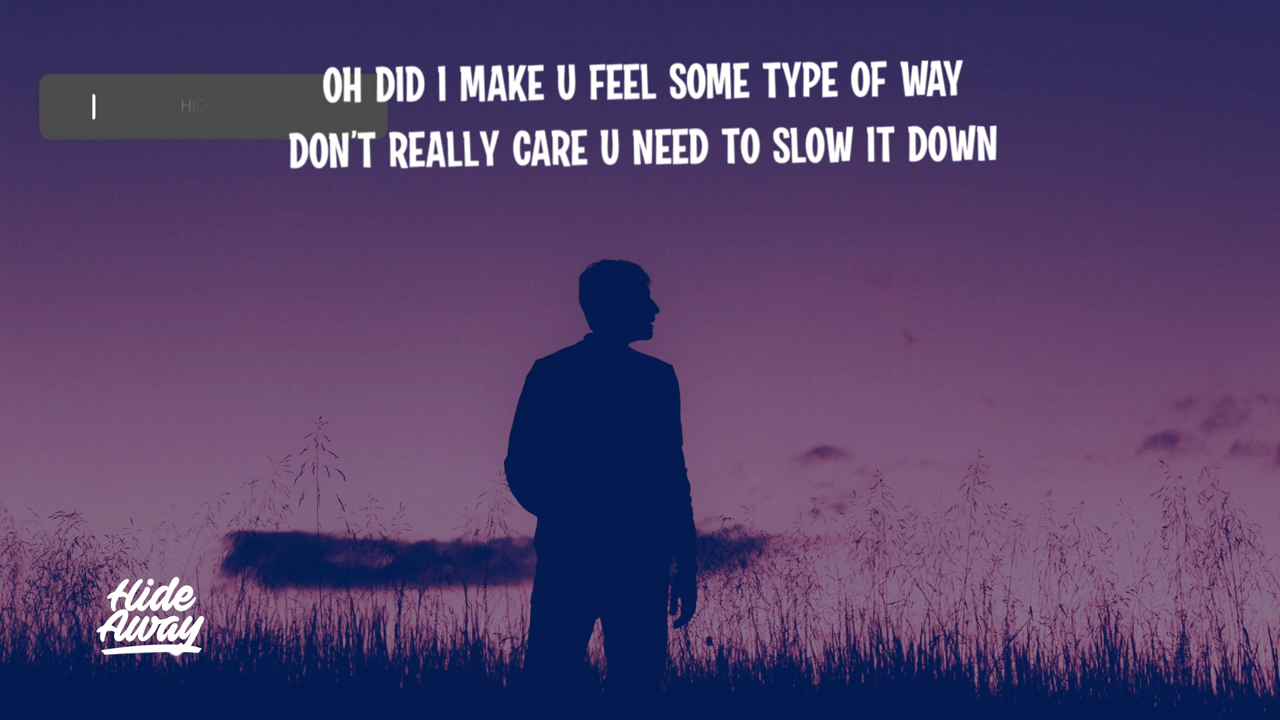 OH DID I MAKE U FEEL SOME TYPE OF WAY
DON'T REALLY CARE U NEED TO SLOW IT DOWN
Hide
Away